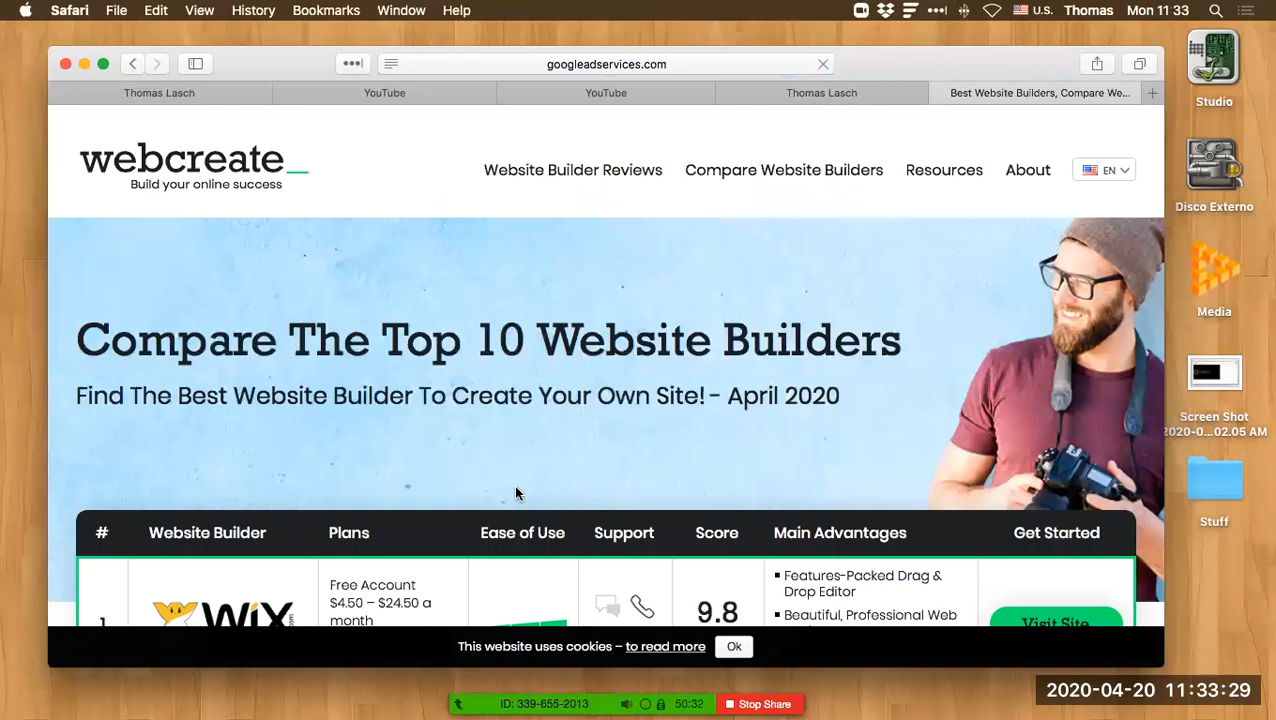 Safari File Edit View History Bookmarks Window Help U.S. Thomas Mon 11 33
googleadservices.com
Thomas Lasch YouTube YouTube Thomas Lasch Best Website Builders, Compare We...
webcreate_
Build your online success
Website Builder Reviews Compare Website Builders Resources About EN
Compare The Top 10 Website Builders
Find The Best Website Builder To Create Your Own Site! - April 2020
# Website Builder Plans Ease of Use Support Score Main Advantages Get Started
1
WiX.com
Free Account
$4.50 – $24.50 a
month
9.8
▪ Features-Packed Drag &
Drop Editor
▪ Beautiful, Professional Web
Visit Site
This website uses cookies – to read more Ok
Studio
Disco Externo
Media
Screen Shot
2020-0...02.05 AM
Stuff
ID: 339-655-2013 50:32 Stop Share
2020-04-20 11:33:29